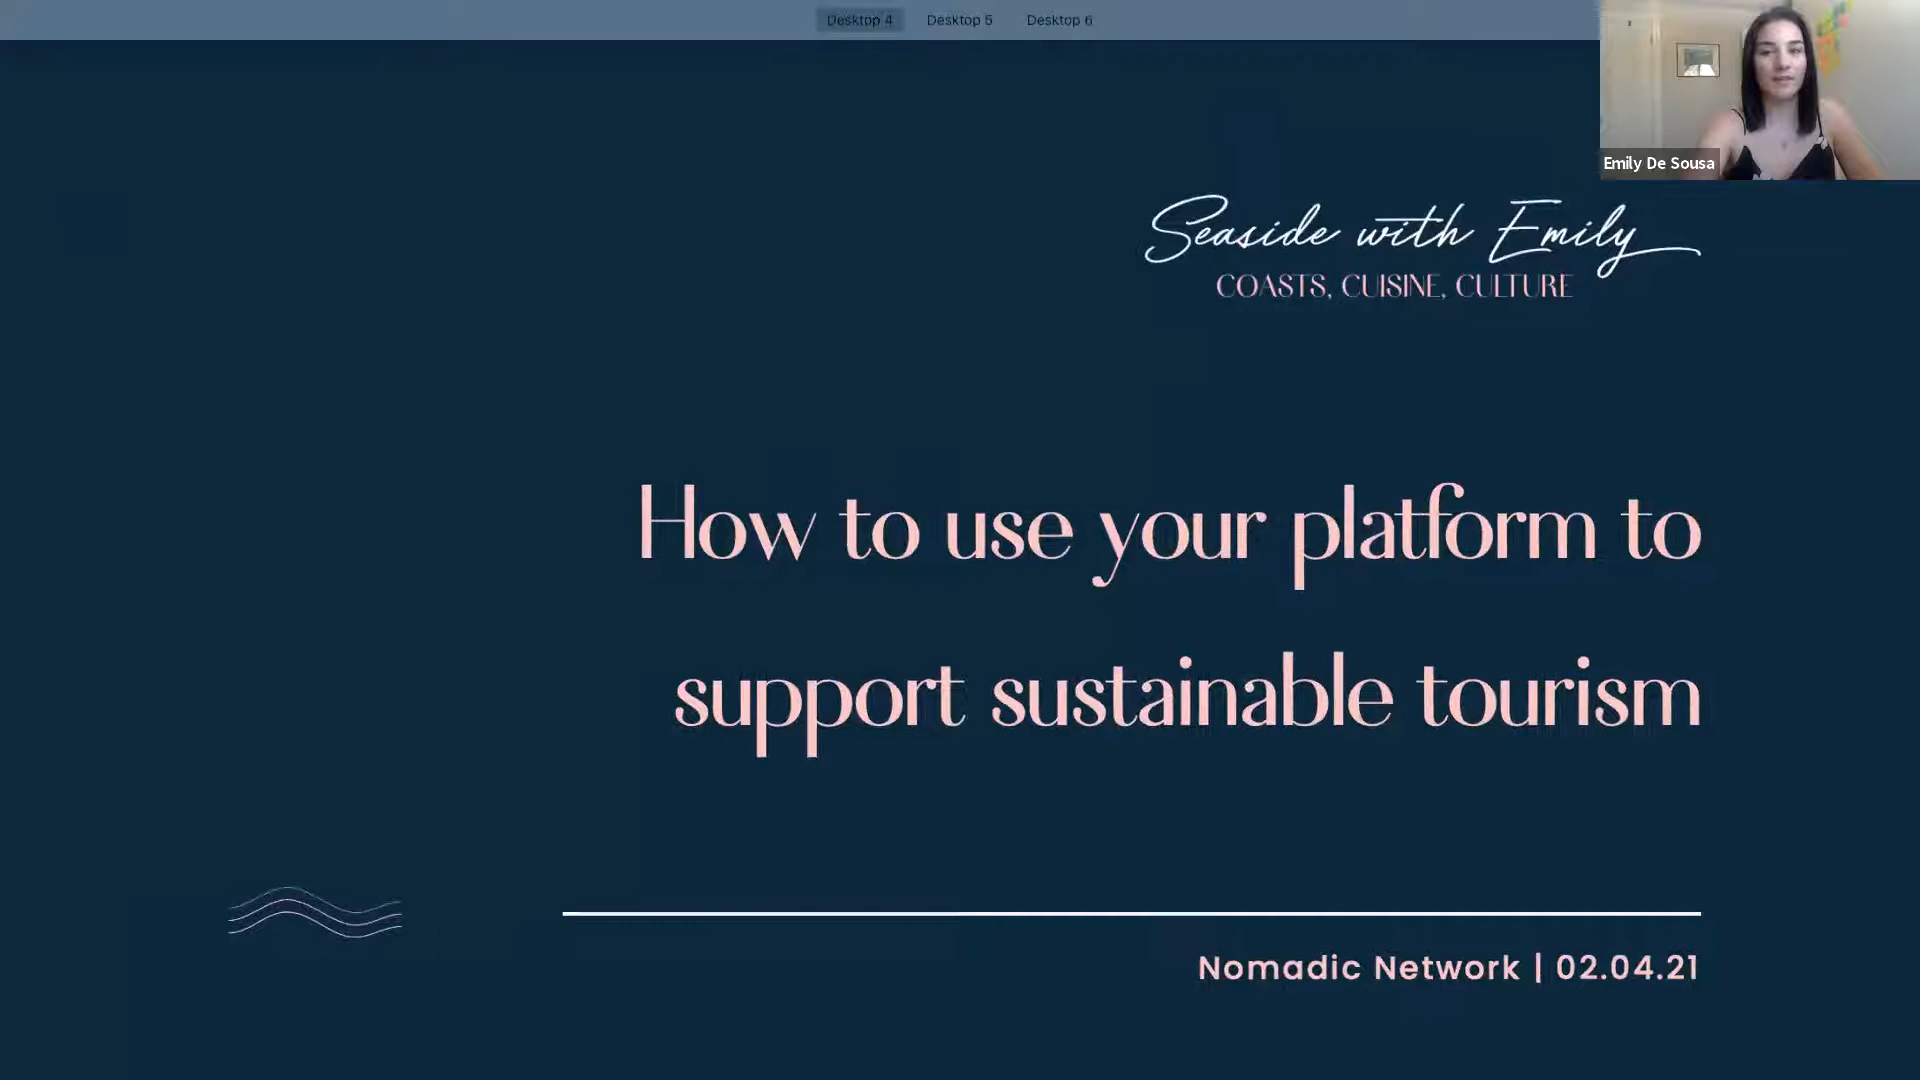 Desktop 4 Desktop 5 Desktop 6
Emily De Sousa
Seaside with Emily
COASTS, CUISINE, CULTURE
How to use your platform to
support sustainable tourism
Nomadic Network | 02.04.21